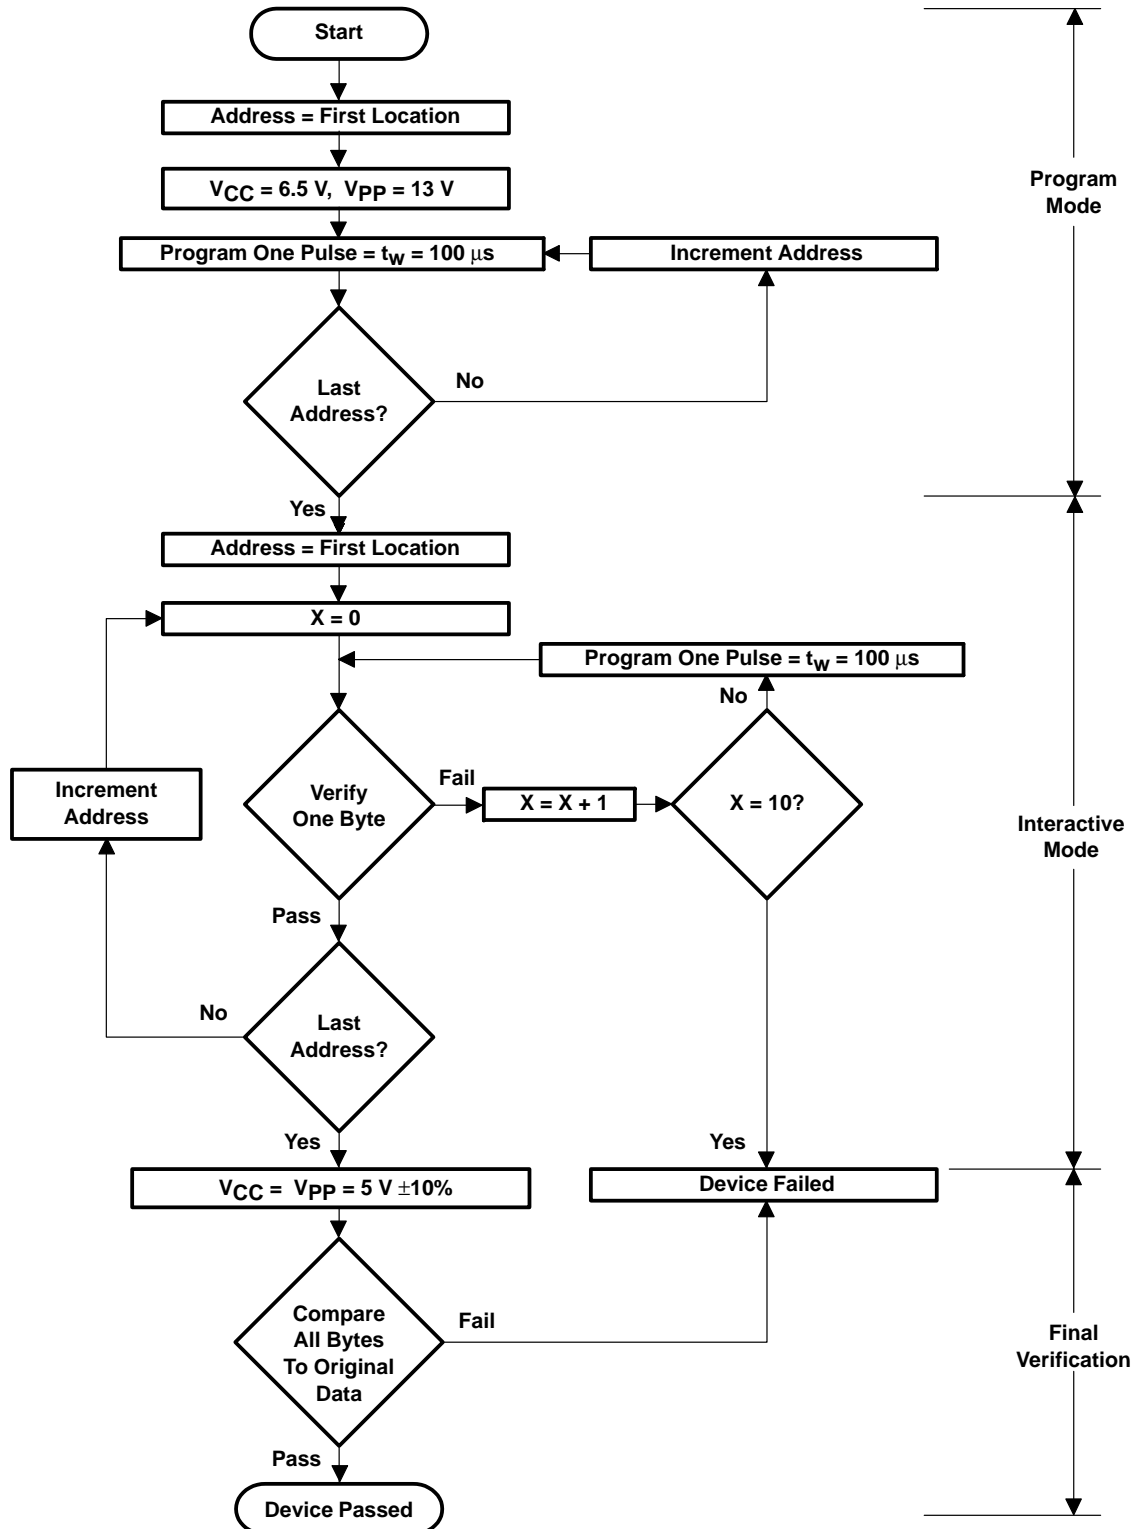 Start
Address = First Location
VCC = 6.5 V, VPP = 13 V
Program One Pulse = tw = 100 μs
Increment Address
Program
Mode
Last
Address?
No
Yes
Address = First Location
X = 0
Program One Pulse = tw = 100 μs
No
Increment
Address
Verify
One Byte
Fail
X = X + 1
X = 10?
Interactive
Mode
Pass
No
Last
Address?
Yes
Yes
VCC = VPP = 5 V ±10%
Device Failed
Compare
All Bytes
To Original
Data
Fail
Final
Verification
Pass
Device Passed